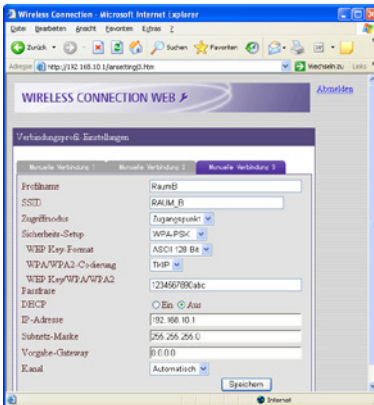 Wireless Connection - Microsoft Internet Explorer
Datei Bearbeiten Ansicht Favoriten Extras ?
Zurück Suchen Favoriten
Adresse http://192.168.10.1/lansetting3.htm Wechseln zu Links
WIRELESS CONNECTION WEB
Abmelden
Verbindungsprofil-Einstellungen
Manuelle Verbindung 1 Manuelle Verbindung 2 Manuelle Verbindung 3
Profilname RaumB
SSID RAUM_B
Zugriffmodus Zugangspunkt
Sicherheits-Setup WPA-PSK
WEP Key-Format ASCII 128 Bit
WPA/WPA2-Codierung TKIP
WEP Key/WPA/WPA2
Passfrase 1234567890abc
DHCP Ein Aus
IP-Adresse 192.168.10.1
Subnetz-Maske 255.255.255.0
Vorgabe-Gateway 0.0.0.0
Kanal Automatisch
Speichern
Internet